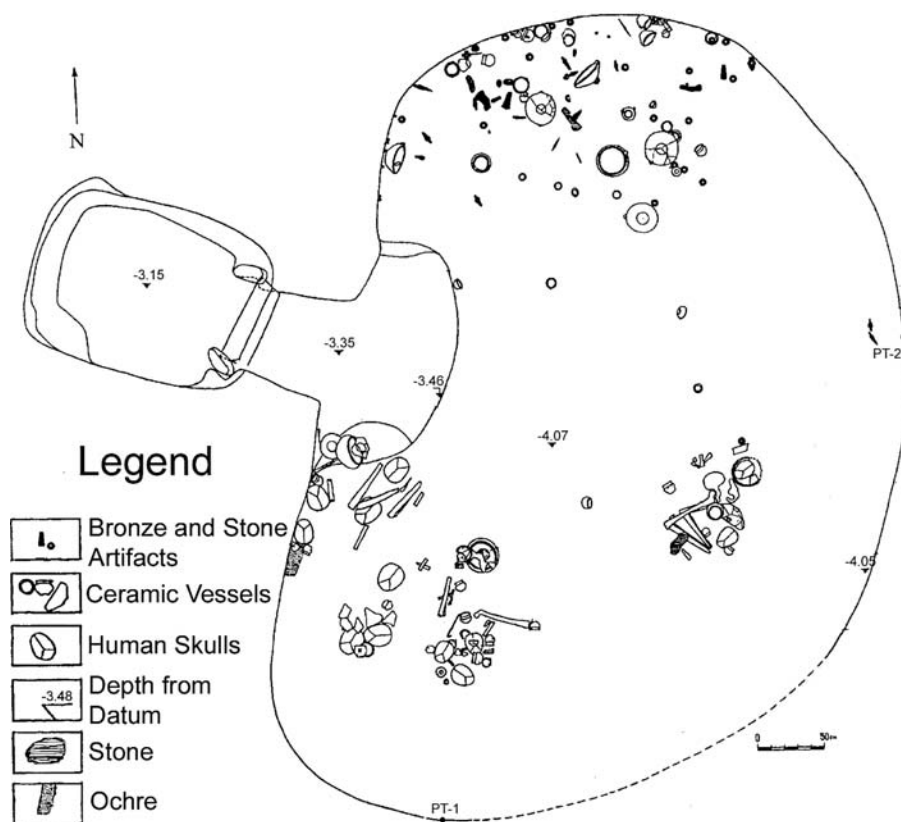 N
-3.15
-3.35
-3.46
-4.07
PT-2
-4.05
Legend
Bronze and Stone
Artifacts
Ceramic Vessels
Human Skulls
-3.48
Depth from
Datum
Stone
Ochre
0 50
PT-1